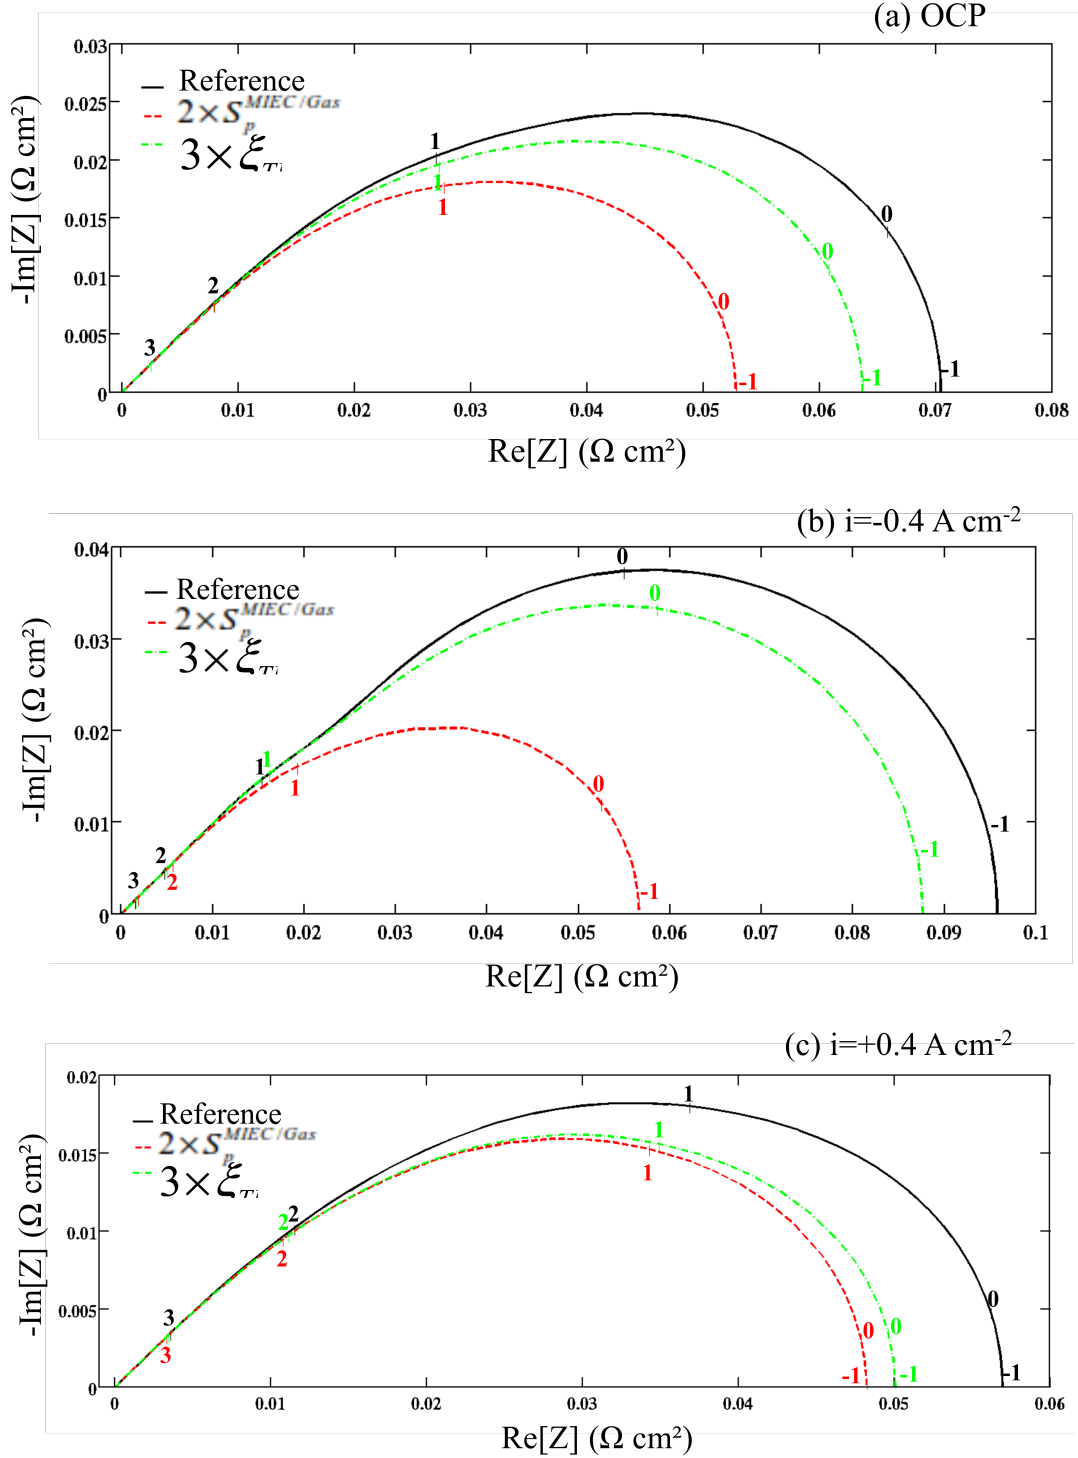 (a) OCP
-Im[Z] (Ω cm²)
0.03
0.025
0.02
0.015
0.01
0.005
0
Reference
2×S_p^{MIEC/Gas}
3×ξ
1
1
1
0
0
0
2
3
-1
-1
-1
0 0.01 0.02 0.03 0.04 0.05 0.06 0.07 0.08
Re[Z] (Ω cm²)
(b) i=-0.4 A cm-2
-Im[Z] (Ω cm²)
0.04
0.03
0.02
0.01
0
Reference
2×S_p^{MIEC/Gas}
3×ξ
0
0
0
1
1
1
2
2
3
-1
-1
-1
0 0.01 0.02 0.03 0.04 0.05 0.06 0.07 0.08 0.09 0.1
Re[Z] (Ω cm²)
(c) i=+0.4 A cm-2
-Im[Z] (Ω cm²)
0.02
0.015
0.01
0.005
0
Reference
2×S_p^{MIEC/Gas}
3×ξ
1
1
1
2
2
2
3
3
0
0
0
-1
-1
-1
0 0.01 0.02 0.03 0.04 0.05 0.06
Re[Z] (Ω cm²)